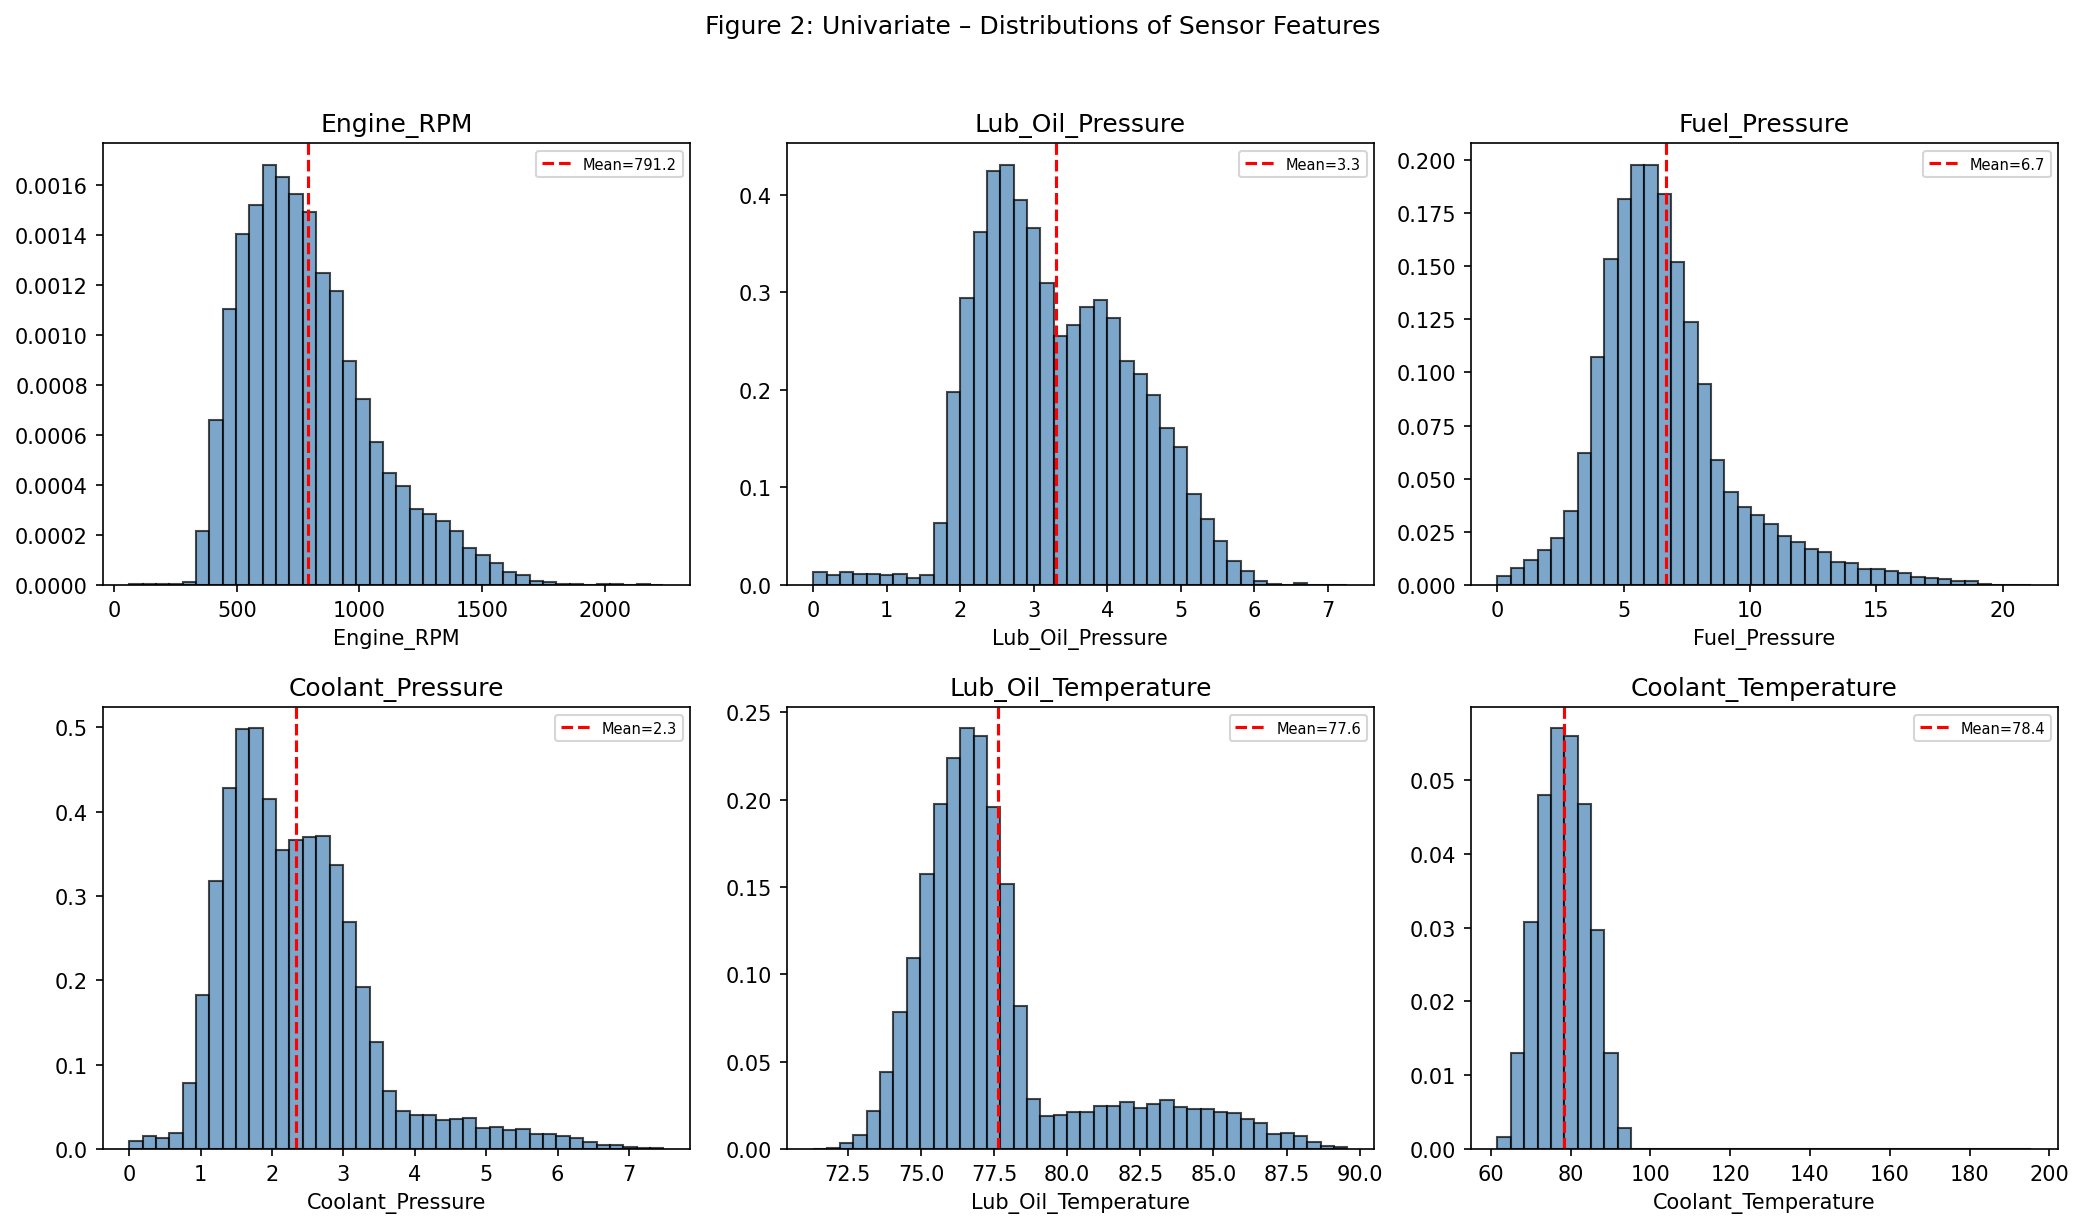 Figure 2: Univariate – Distributions of Sensor Features
Engine_RPM
Mean=791.2
0.0016
0.0014
0.0012
0.0010
0.0008
0.0006
0.0004
0.0002
0.0000
0 500 1000 1500 2000
Engine_RPM
Lub_Oil_Pressure
Mean=3.3
0.4
0.3
0.2
0.1
0.0
0 1 2 3 4 5 6 7
Lub_Oil_Pressure
Fuel_Pressure
Mean=6.7
0.200
0.175
0.150
0.125
0.100
0.075
0.050
0.025
0.000
0 5 10 15 20
Fuel_Pressure
Coolant_Pressure
Mean=2.3
0.5
0.4
0.3
0.2
0.1
0.0
0 1 2 3 4 5 6 7
Coolant_Pressure
Lub_Oil_Temperature
Mean=77.6
0.25
0.20
0.15
0.10
0.05
0.00
72.5 75.0 77.5 80.0 82.5 85.0 87.5 90.0
Lub_Oil_Temperature
Coolant_Temperature
Mean=78.4
0.05
0.04
0.03
0.02
0.01
0.00
60 80 100 120 140 160 180 200
Coolant_Temperature